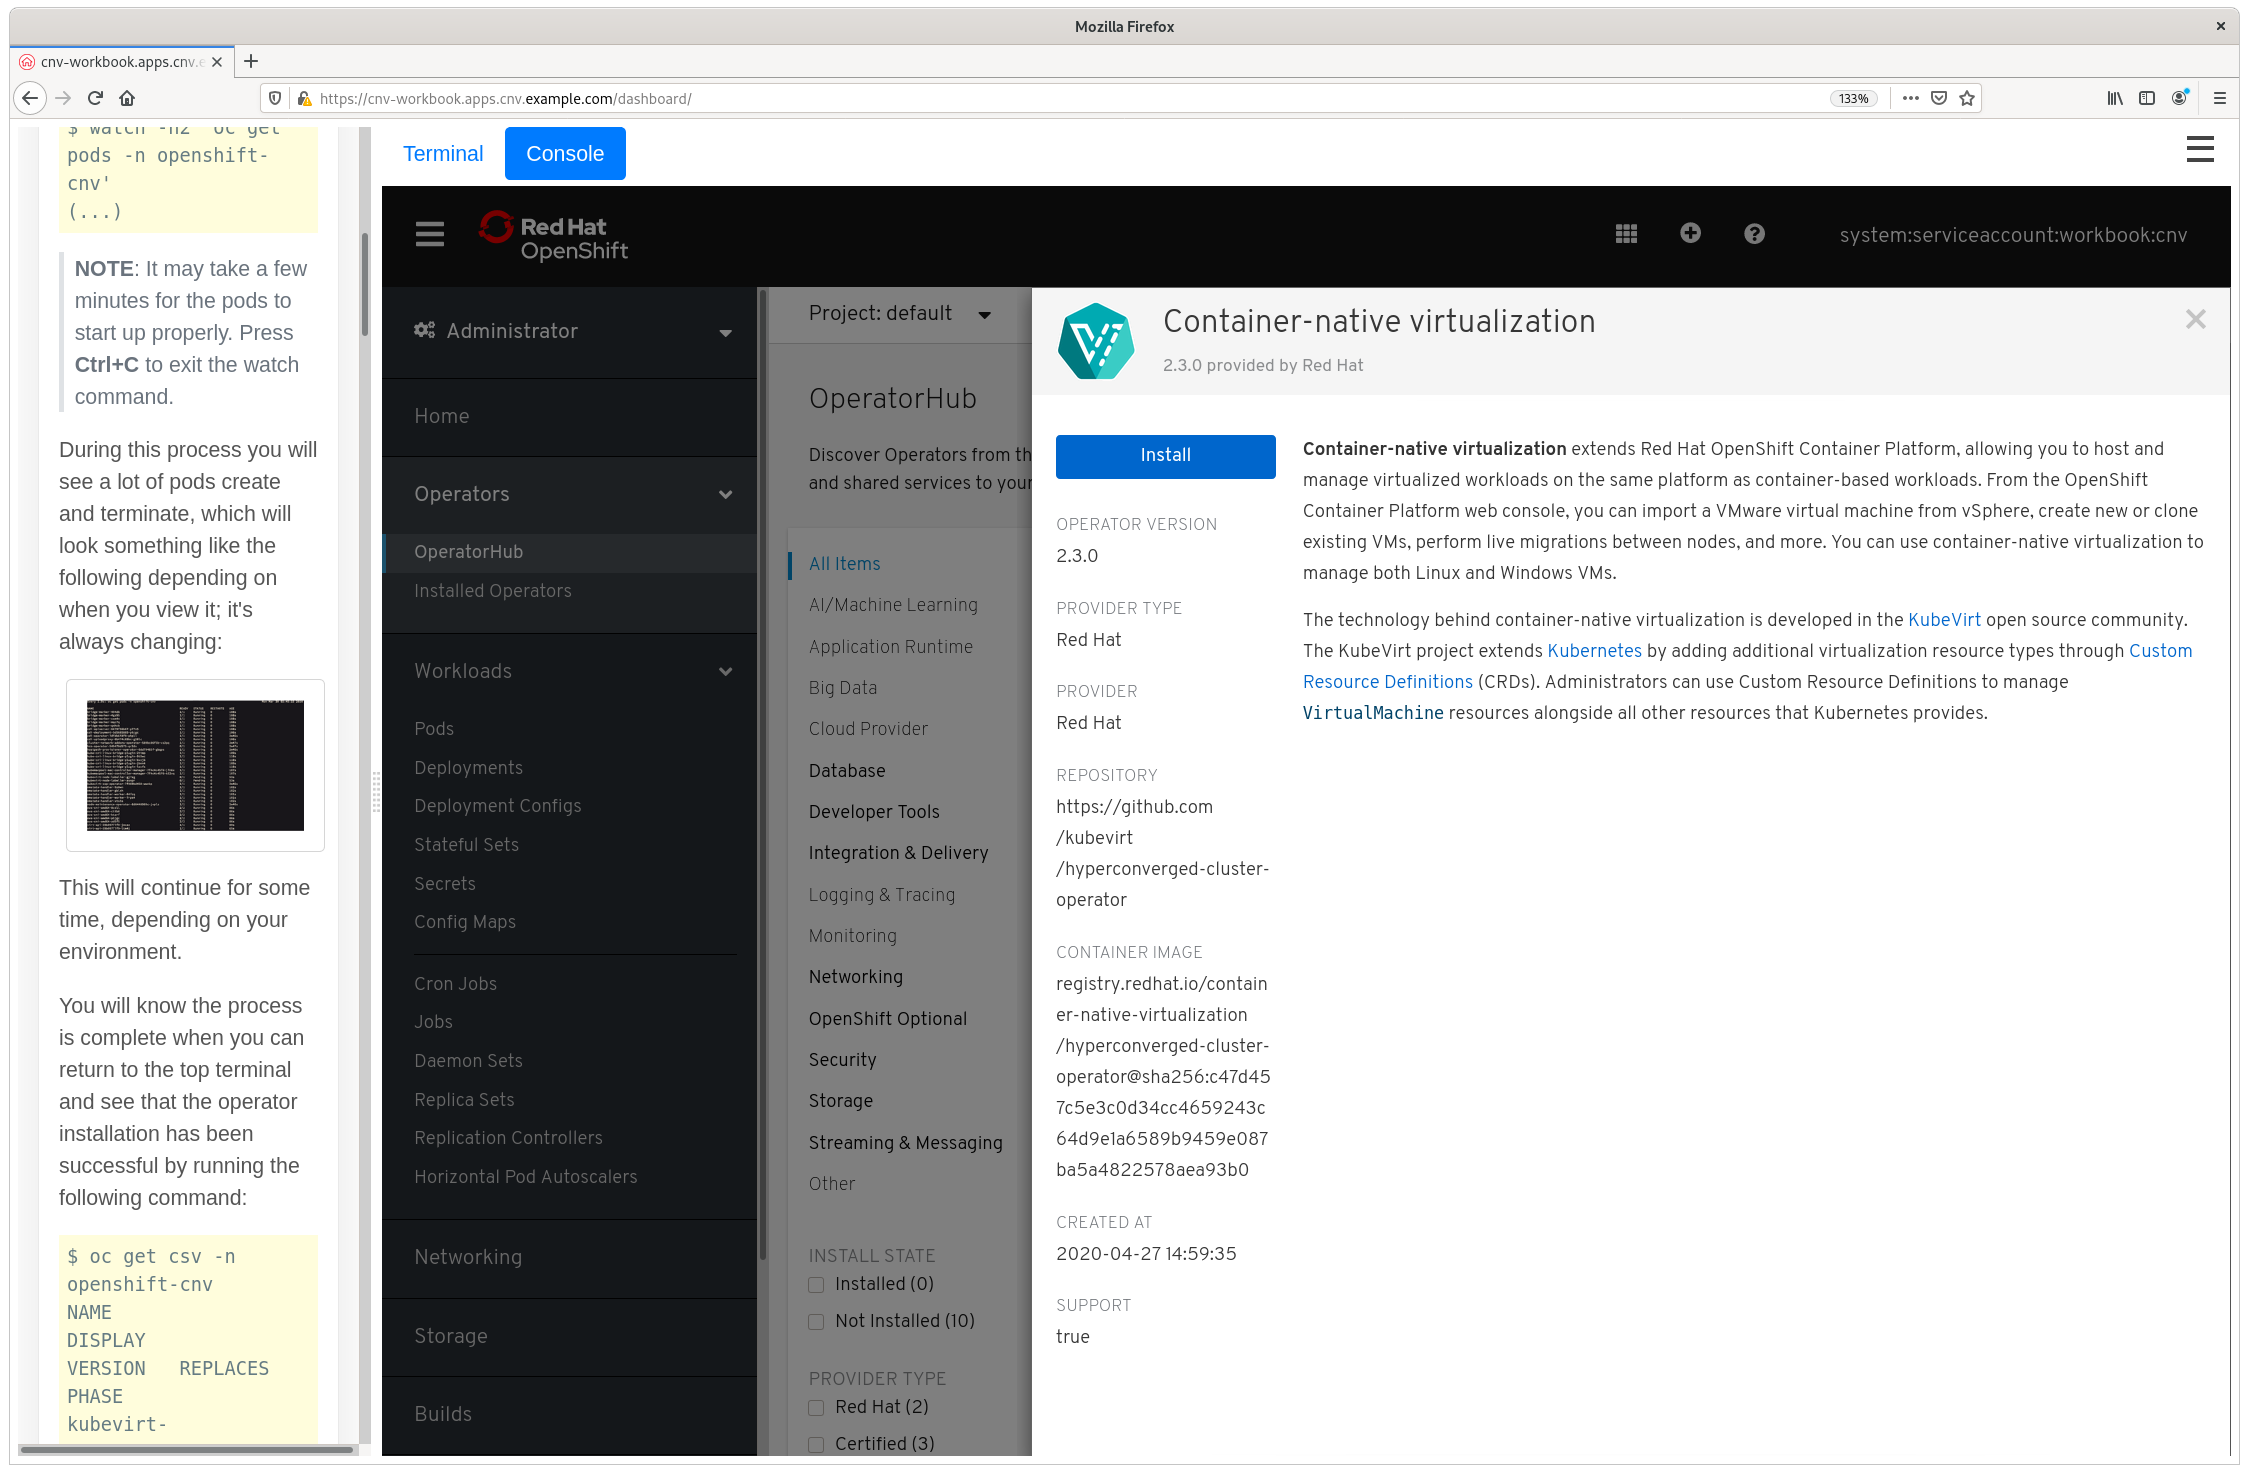 Mozilla Firefox
cnv-workbook.apps.cnv.e
https://cnv-workbook.apps.cnv.example.com/dashboard/
133%
$ watch -n2 'oc get
pods -n openshift-
cnv'
(...)
NOTE: It may take a few
minutes for the pods to
start up properly. Press
Ctrl+C to exit the watch
command.
During this process you will
see a lot of pods create
and terminate, which will
look something like the
following depending on
when you view it; it's
always changing:
This will continue for some
time, depending on your
environment.
You will know the process
is complete when you can
return to the top terminal
and see that the operator
installation has been
successful by running the
following command:
$ oc get csv -n
openshift-cnv
NAME
DISPLAY
VERSION REPLACES
PHASE
kubevirt-
Terminal
Console
Red Hat
OpenShift
system:serviceaccount:workbook:cnv
Administrator
Home
Operators
OperatorHub
Installed Operators
Workloads
Pods
Deployments
Deployment Configs
Stateful Sets
Secrets
Config Maps
Cron Jobs
Jobs
Daemon Sets
Replica Sets
Replication Controllers
Horizontal Pod Autoscalers
Networking
Storage
Builds
Project: default
OperatorHub
Discover Operators from th
and shared services to your
All Items
AI/Machine Learning
Application Runtime
Big Data
Cloud Provider
Database
Developer Tools
Integration & Delivery
Logging & Tracing
Monitoring
Networking
OpenShift Optional
Security
Storage
Streaming & Messaging
Other
INSTALL STATE
Installed (0)
Not Installed (10)
PROVIDER TYPE
Red Hat (2)
Certified (3)
Container-native virtualization
2.3.0 provided by Red Hat
Install
OPERATOR VERSION
2.3.0
PROVIDER TYPE
Red Hat
PROVIDER
Red Hat
REPOSITORY
https://github.com
/kubevirt
/hyperconverged-cluster-
operator
CONTAINER IMAGE
registry.redhat.io/contain
er-native-virtualization
/hyperconverged-cluster-
operator@sha256:c47d45
7c5e3c0d34cc4659243c
64d9e1a6589b9459e087
ba5a4822578aea93b0
CREATED AT
2020-04-27 14:59:35
SUPPORT
true
Container-native virtualization extends Red Hat OpenShift Container Platform, allowing you to host and
manage virtualized workloads on the same platform as container-based workloads. From the OpenShift
Container Platform web console, you can import a VMware virtual machine from vSphere, create new or clone
existing VMs, perform live migrations between nodes, and more. You can use container-native virtualization to
manage both Linux and Windows VMs.
The technology behind container-native virtualization is developed in the KubeVirt open source community.
The KubeVirt project extends Kubernetes by adding additional virtualization resource types through Custom
Resource Definitions (CRDs). Administrators can use Custom Resource Definitions to manage
VirtualMachine resources alongside all other resources that Kubernetes provides.